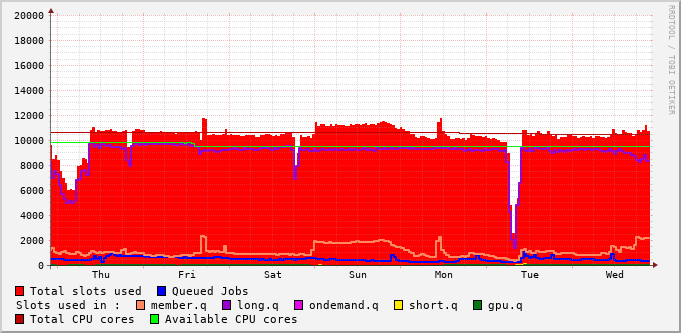 20000
18000
16000
14000
12000
10000
8000
6000
4000
2000
0
Thu Fri Sat Sun Mon Tue Wed
Total slots used Queued Jobs
Slots used in : member.q long.q ondemand.q short.q gpu.q
Total CPU cores Available CPU cores
RRDTOOL / TOBI OETIKER